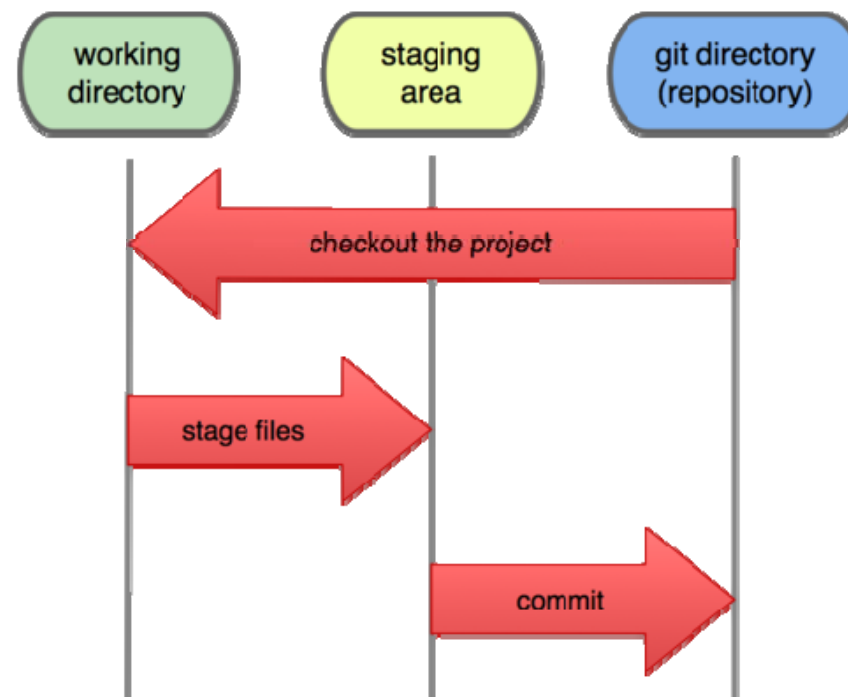 working
directory
staging
area
git directory
(repository)
checkout the project
stage files
commit